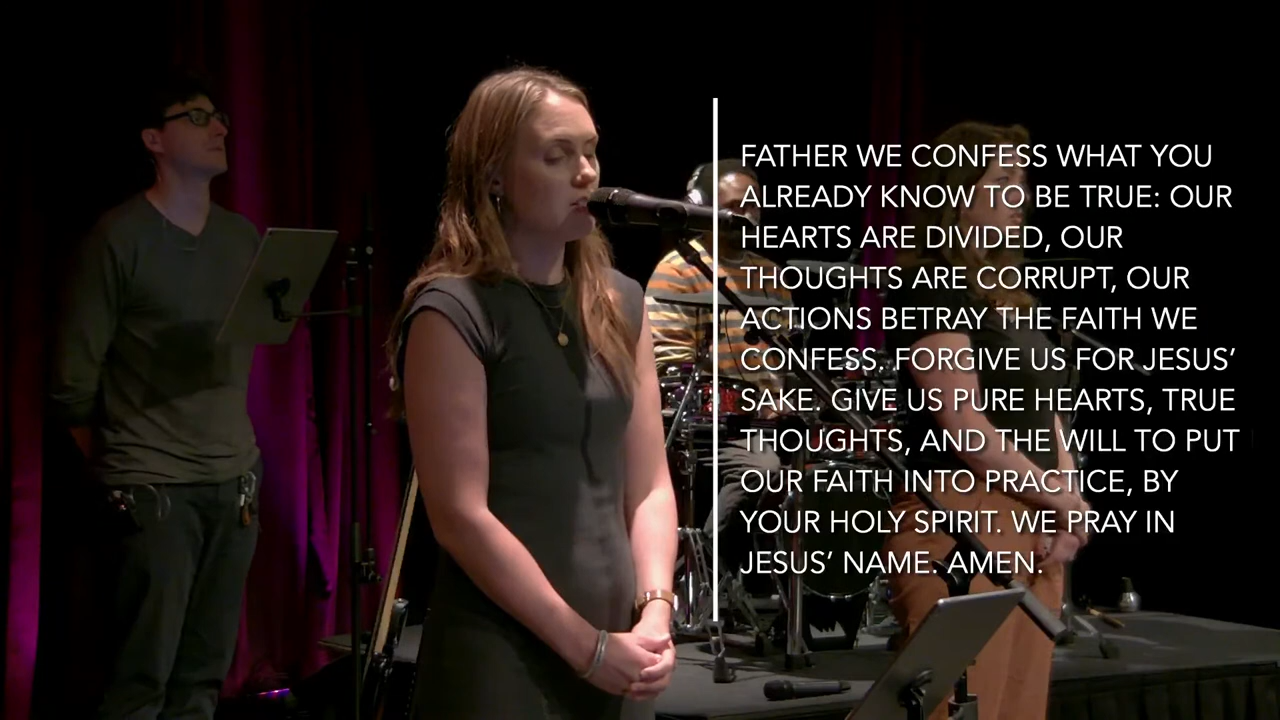 FATHER WE CONFESS WHAT YOU
ALREADY KNOW TO BE TRUE: OUR
HEARTS ARE DIVIDED, OUR
THOUGHTS ARE CORRUPT, OUR
ACTIONS BETRAY THE FAITH WE
CONFESS. FORGIVE US FOR JESUS’
SAKE. GIVE US PURE HEARTS, TRUE
THOUGHTS, AND THE WILL TO PUT
OUR FAITH INTO PRACTICE, BY
YOUR HOLY SPIRIT. WE PRAY IN
JESUS’ NAME. AMEN.